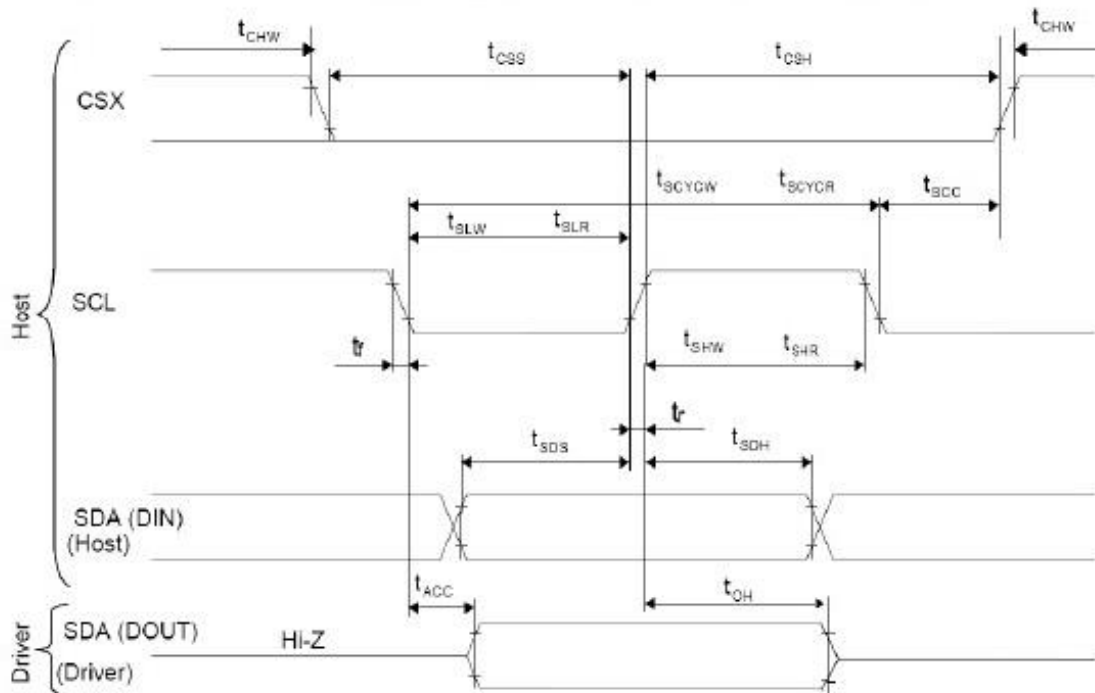 tCHW
tCHW
tCSS
tCSH
CSX
tSCYCW
tSCYCR
tSCC
tSLW
tSLR
Host
SCL
tf
tSHW
tSHR
tr
tSDS
tSDH
SDA (DIN)
(Host)
tACC
tOH
Driver
SDA (DOUT)
Hi-Z
(Driver)